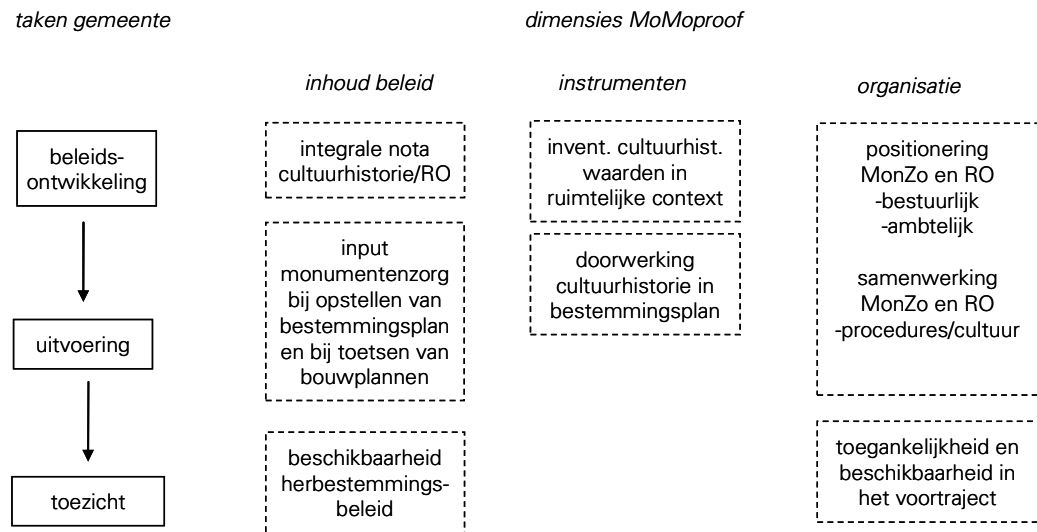 taken gemeente
dimensies MoMoproof
inhoud beleid
instrumenten
organisatie
beleids-
ontwikkeling
integrale nota
cultuurhistorie/RO
invent. cultuurhist.
waarden in
ruimtelijke context
positionering
MonZo en RO
-bestuurlijk
-ambtelijk
samenwerking
MonZo en RO
-procedures/cultuur
input
monumentenzorg
bij opstellen van
bestemmingsplan
en bij toetsen van
bouwplannen
doorwerking
cultuurhistorie in
bestemmingsplan
uitvoering
toezicht
beschikbaarheid
herbestemmings-
beleid
toegankelijkheid en
beschikbaarheid in
het voortraject